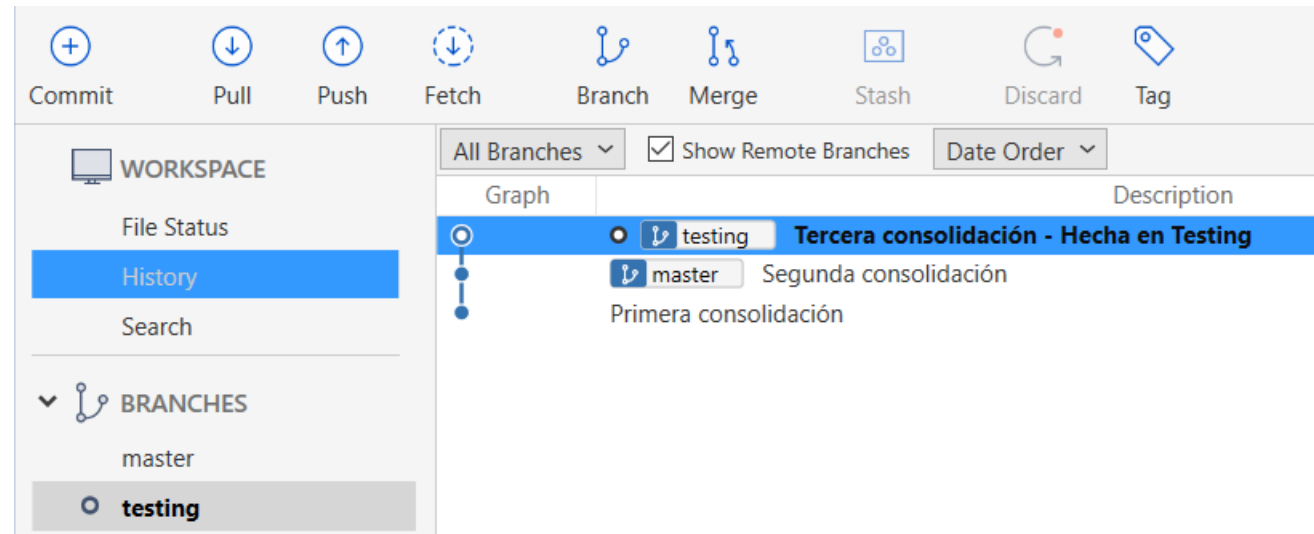 Commit Pull Push Fetch Branch Merge Stash Discard Tag
WORKSPACE
File Status
History
Search
BRANCHES
master
testing
All Branches Show Remote Branches Date Order
Graph Description
testing Tercera consolidación - Hecha en Testing
master Segunda consolidación
Primera consolidación